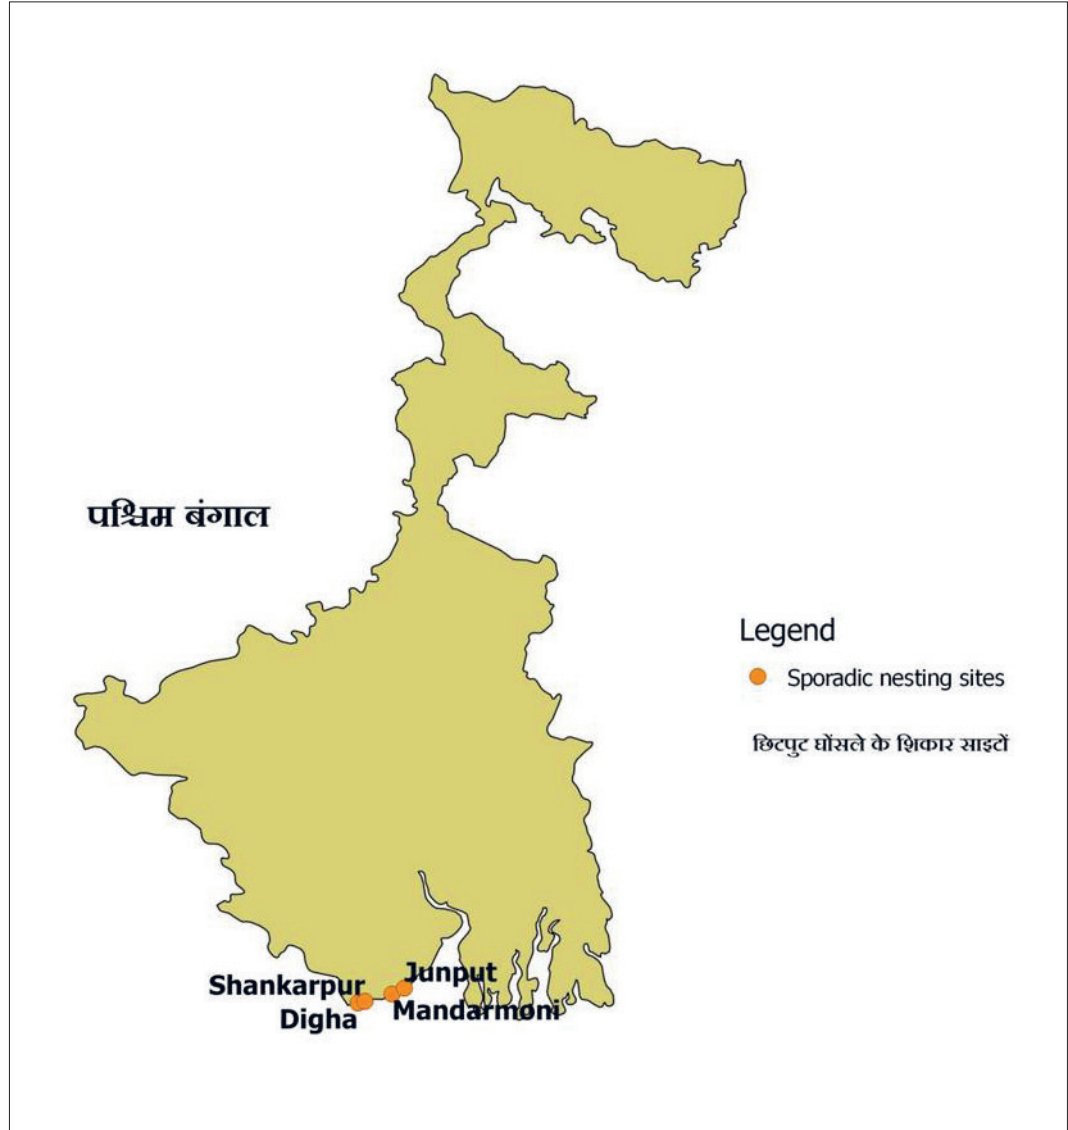 पश्चिम बंगाल
Legend
Sporadic nesting sites
छिटपुट घोंसले के शिकार साइटों
Shankarpur
Junput
Digha
Mandarmoni